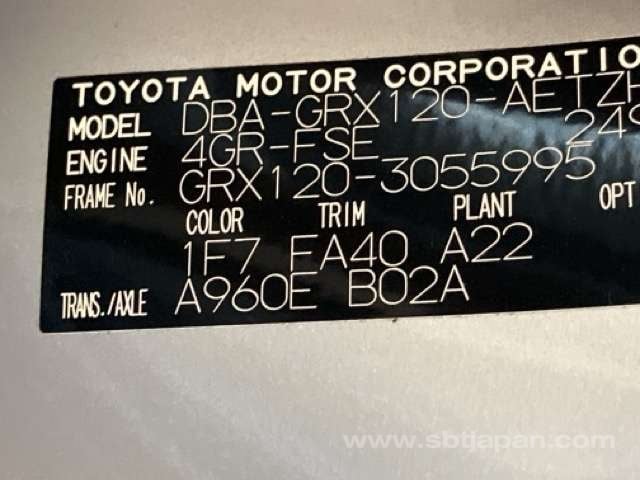 TOYOTA MOTOR CORPORATIO
MODEL DBA-GRX120-AETZH
ENGINE 4GR-FSE 249
FRAME No. GRX120-3055995
COLOR TRIM PLANT OPT
1F7 FA40 A22
TRANS./AXLE A960E B02A
www.sbtjapan.com